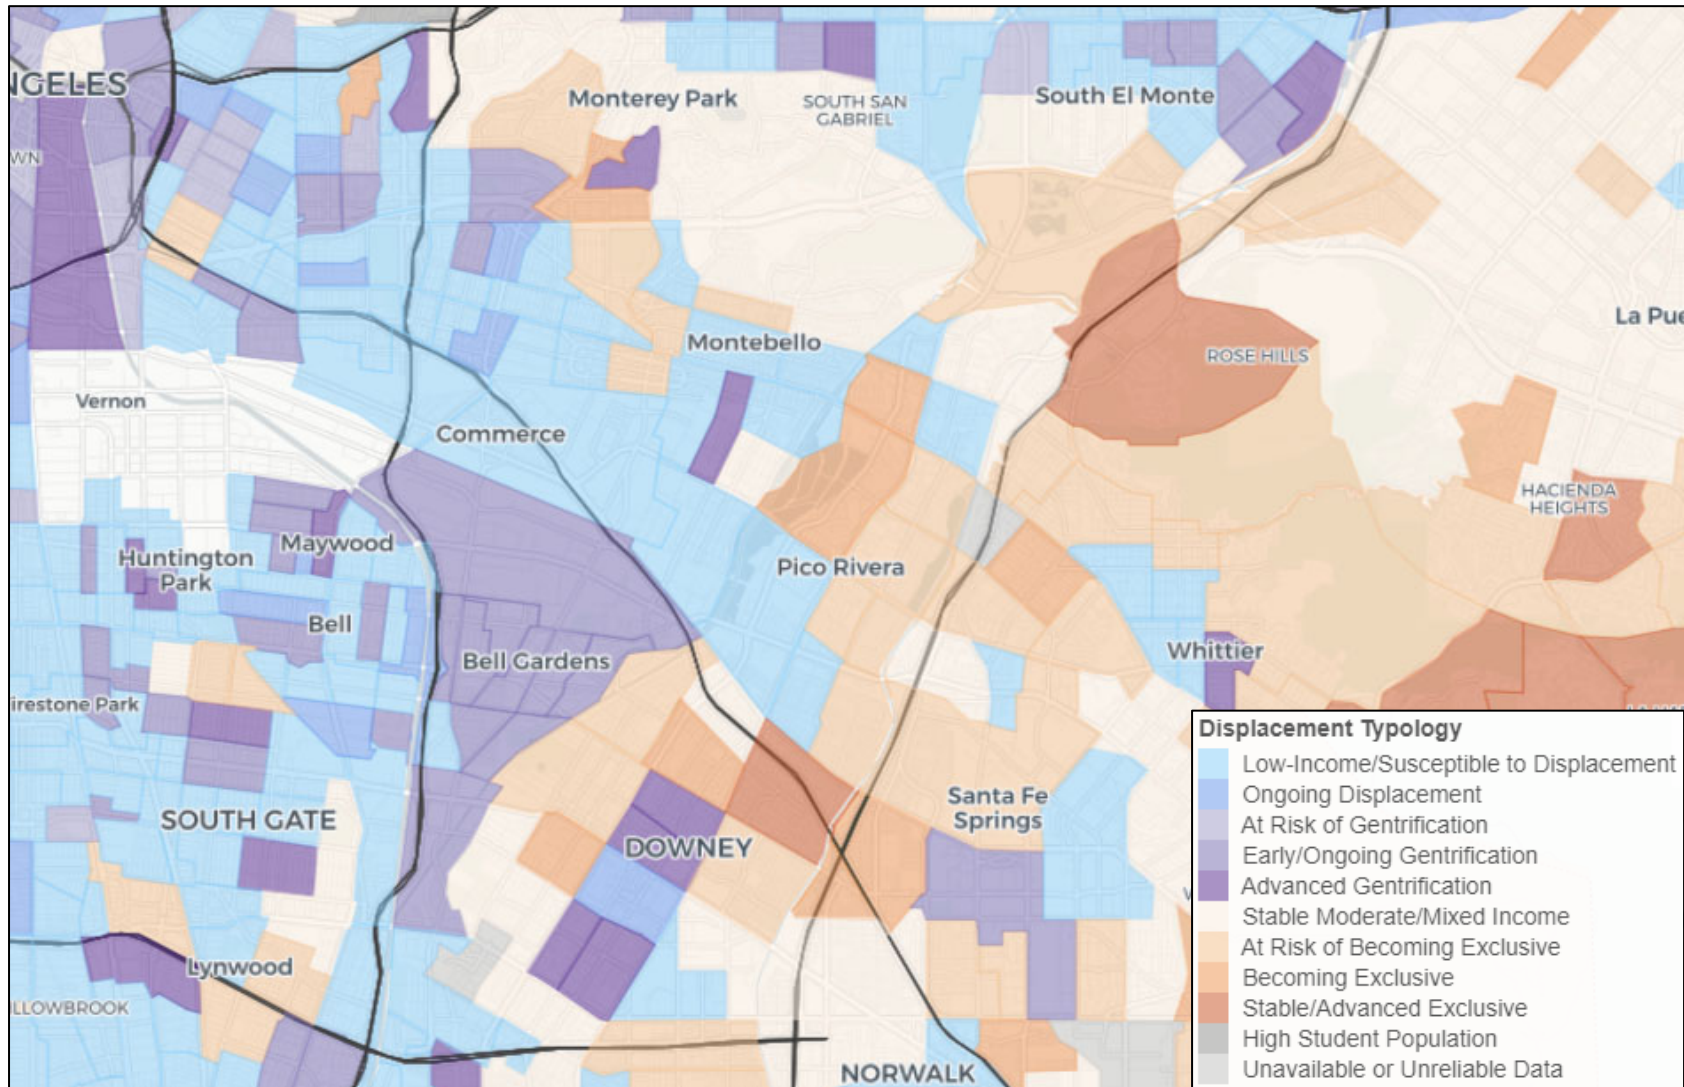 NGELES
Monterey Park
SOUTH SAN
GABRIEL
South El Monte
WN
La Pue
ROSE HILLS
Montebello
Vernon
Commerce
HACIENDA
HEIGHTS
Huntington
Park
Maywood
Pico Rivera
Bell
Bell Gardens
Whittier
irestone Park
SOUTH GATE
Santa Fe
Springs
DOWNEY
Lynwood
ILLOWBROOK
NORWALK
Displacement Typology
Low-Income/Susceptible to Displacement
Ongoing Displacement
At Risk of Gentrification
Early/Ongoing Gentrification
Advanced Gentrification
Stable Moderate/Mixed Income
At Risk of Becoming Exclusive
Becoming Exclusive
Stable/Advanced Exclusive
High Student Population
Unavailable or Unreliable Data